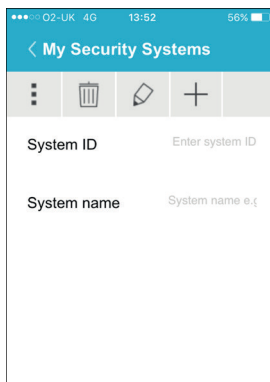 O2-UK 4G 13:52 56%
My Security Systems
System ID Enter system ID
System name System name e.g